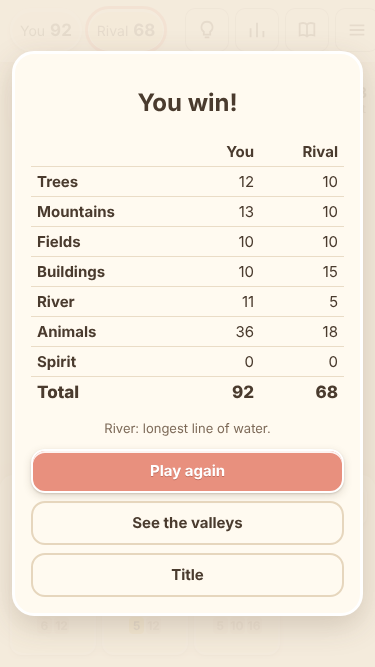 You 92 Rival 68
You win!
You Rival
Trees 12 10
Mountains 13 10
Fields 10 10
Buildings 10 15
River 11 5
Animals 36 18
Spirit 0 0
Total 92 68
River: longest line of water.
Play again
See the valleys
Title